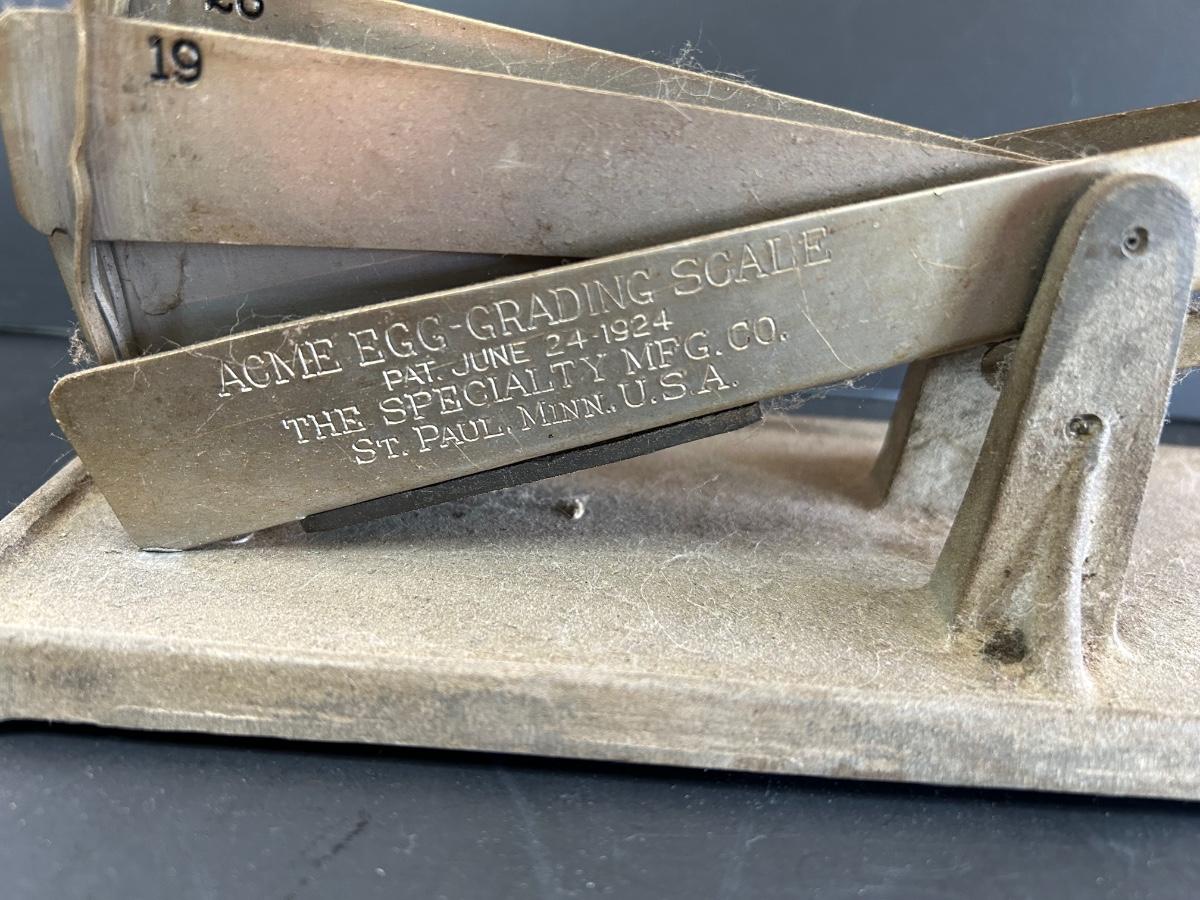 19
ACME EGG-GRADING SCALE
PAT. JUNE 24-1924
THE SPECIALTY MFG. CO.
ST. PAUL, MINN., U.S.A.